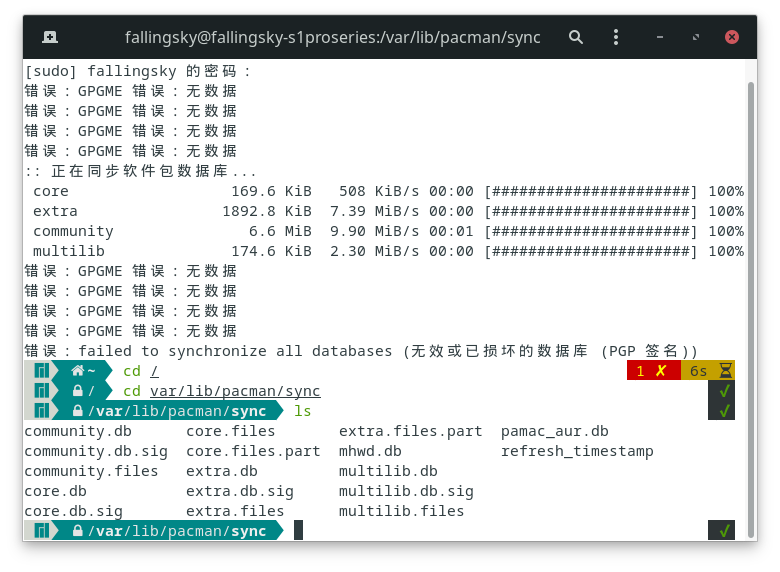 fallingsky@fallingsky-s1proseries:/var/lib/pacman/sync
[sudo] fallingsky 的密码：
错误：GPGME 错误：无数据
错误：GPGME 错误：无数据
错误：GPGME 错误：无数据
错误：GPGME 错误：无数据
:: 正在同步软件包数据库...
core 169.6 KiB 508 KiB/s 00:00 [######################] 100%
extra 1892.8 KiB 7.39 MiB/s 00:00 [######################] 100%
community 6.6 MiB 9.90 MiB/s 00:01 [######################] 100%
multilib 174.6 KiB 2.30 MiB/s 00:00 [######################] 100%
错误：GPGME 错误：无数据
错误：GPGME 错误：无数据
错误：GPGME 错误：无数据
错误：GPGME 错误：无数据
错误：failed to synchronize all databases (无效或已损坏的数据库 (PGP 签名))
~ cd / 1 ✘ 6s
/ cd var/lib/pacman/sync ✓
/var/lib/pacman/sync ls ✓
community.db core.files extra.files.part pamac_aur.db
community.db.sig core.files.part mhwd.db refresh_timestamp
community.files extra.db multilib.db
core.db extra.db.sig multilib.db.sig
core.db.sig extra.files multilib.files
/var/lib/pacman/sync ✓